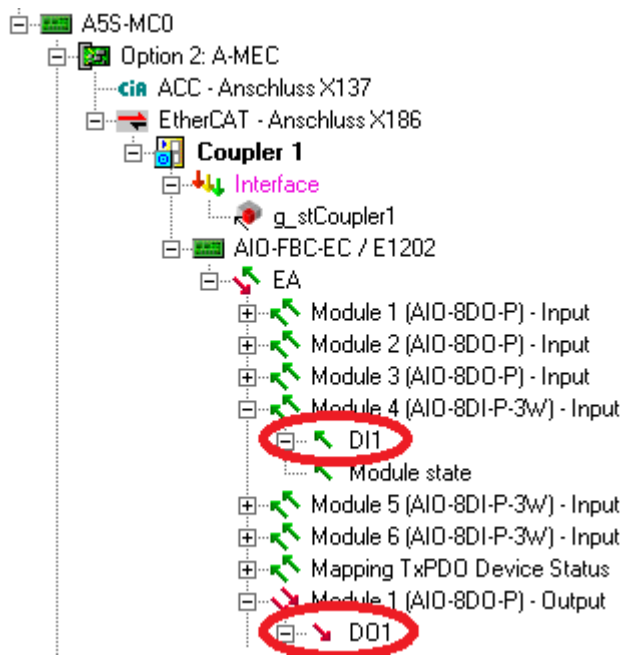 A5S-MC0
Option 2: A-MEC
CiA ACC - Anschluss X137
EtherCAT - Anschluss X186
Coupler 1
Interface
g_stCoupler1
AIO-FBC-EC / E1202
EA
Module 1 (AIO-8DO-P) - Input
Module 2 (AIO-8DO-P) - Input
Module 3 (AIO-8DO-P) - Input
Module 4 (AIO-8DI-P-3W) - Input
DI1
Module state
Module 5 (AIO-8DI-P-3W) - Input
Module 6 (AIO-8DI-P-3W) - Input
Mapping TxPDO Device Status
Module 1 (AIO-8DO-P) - Output
DO1